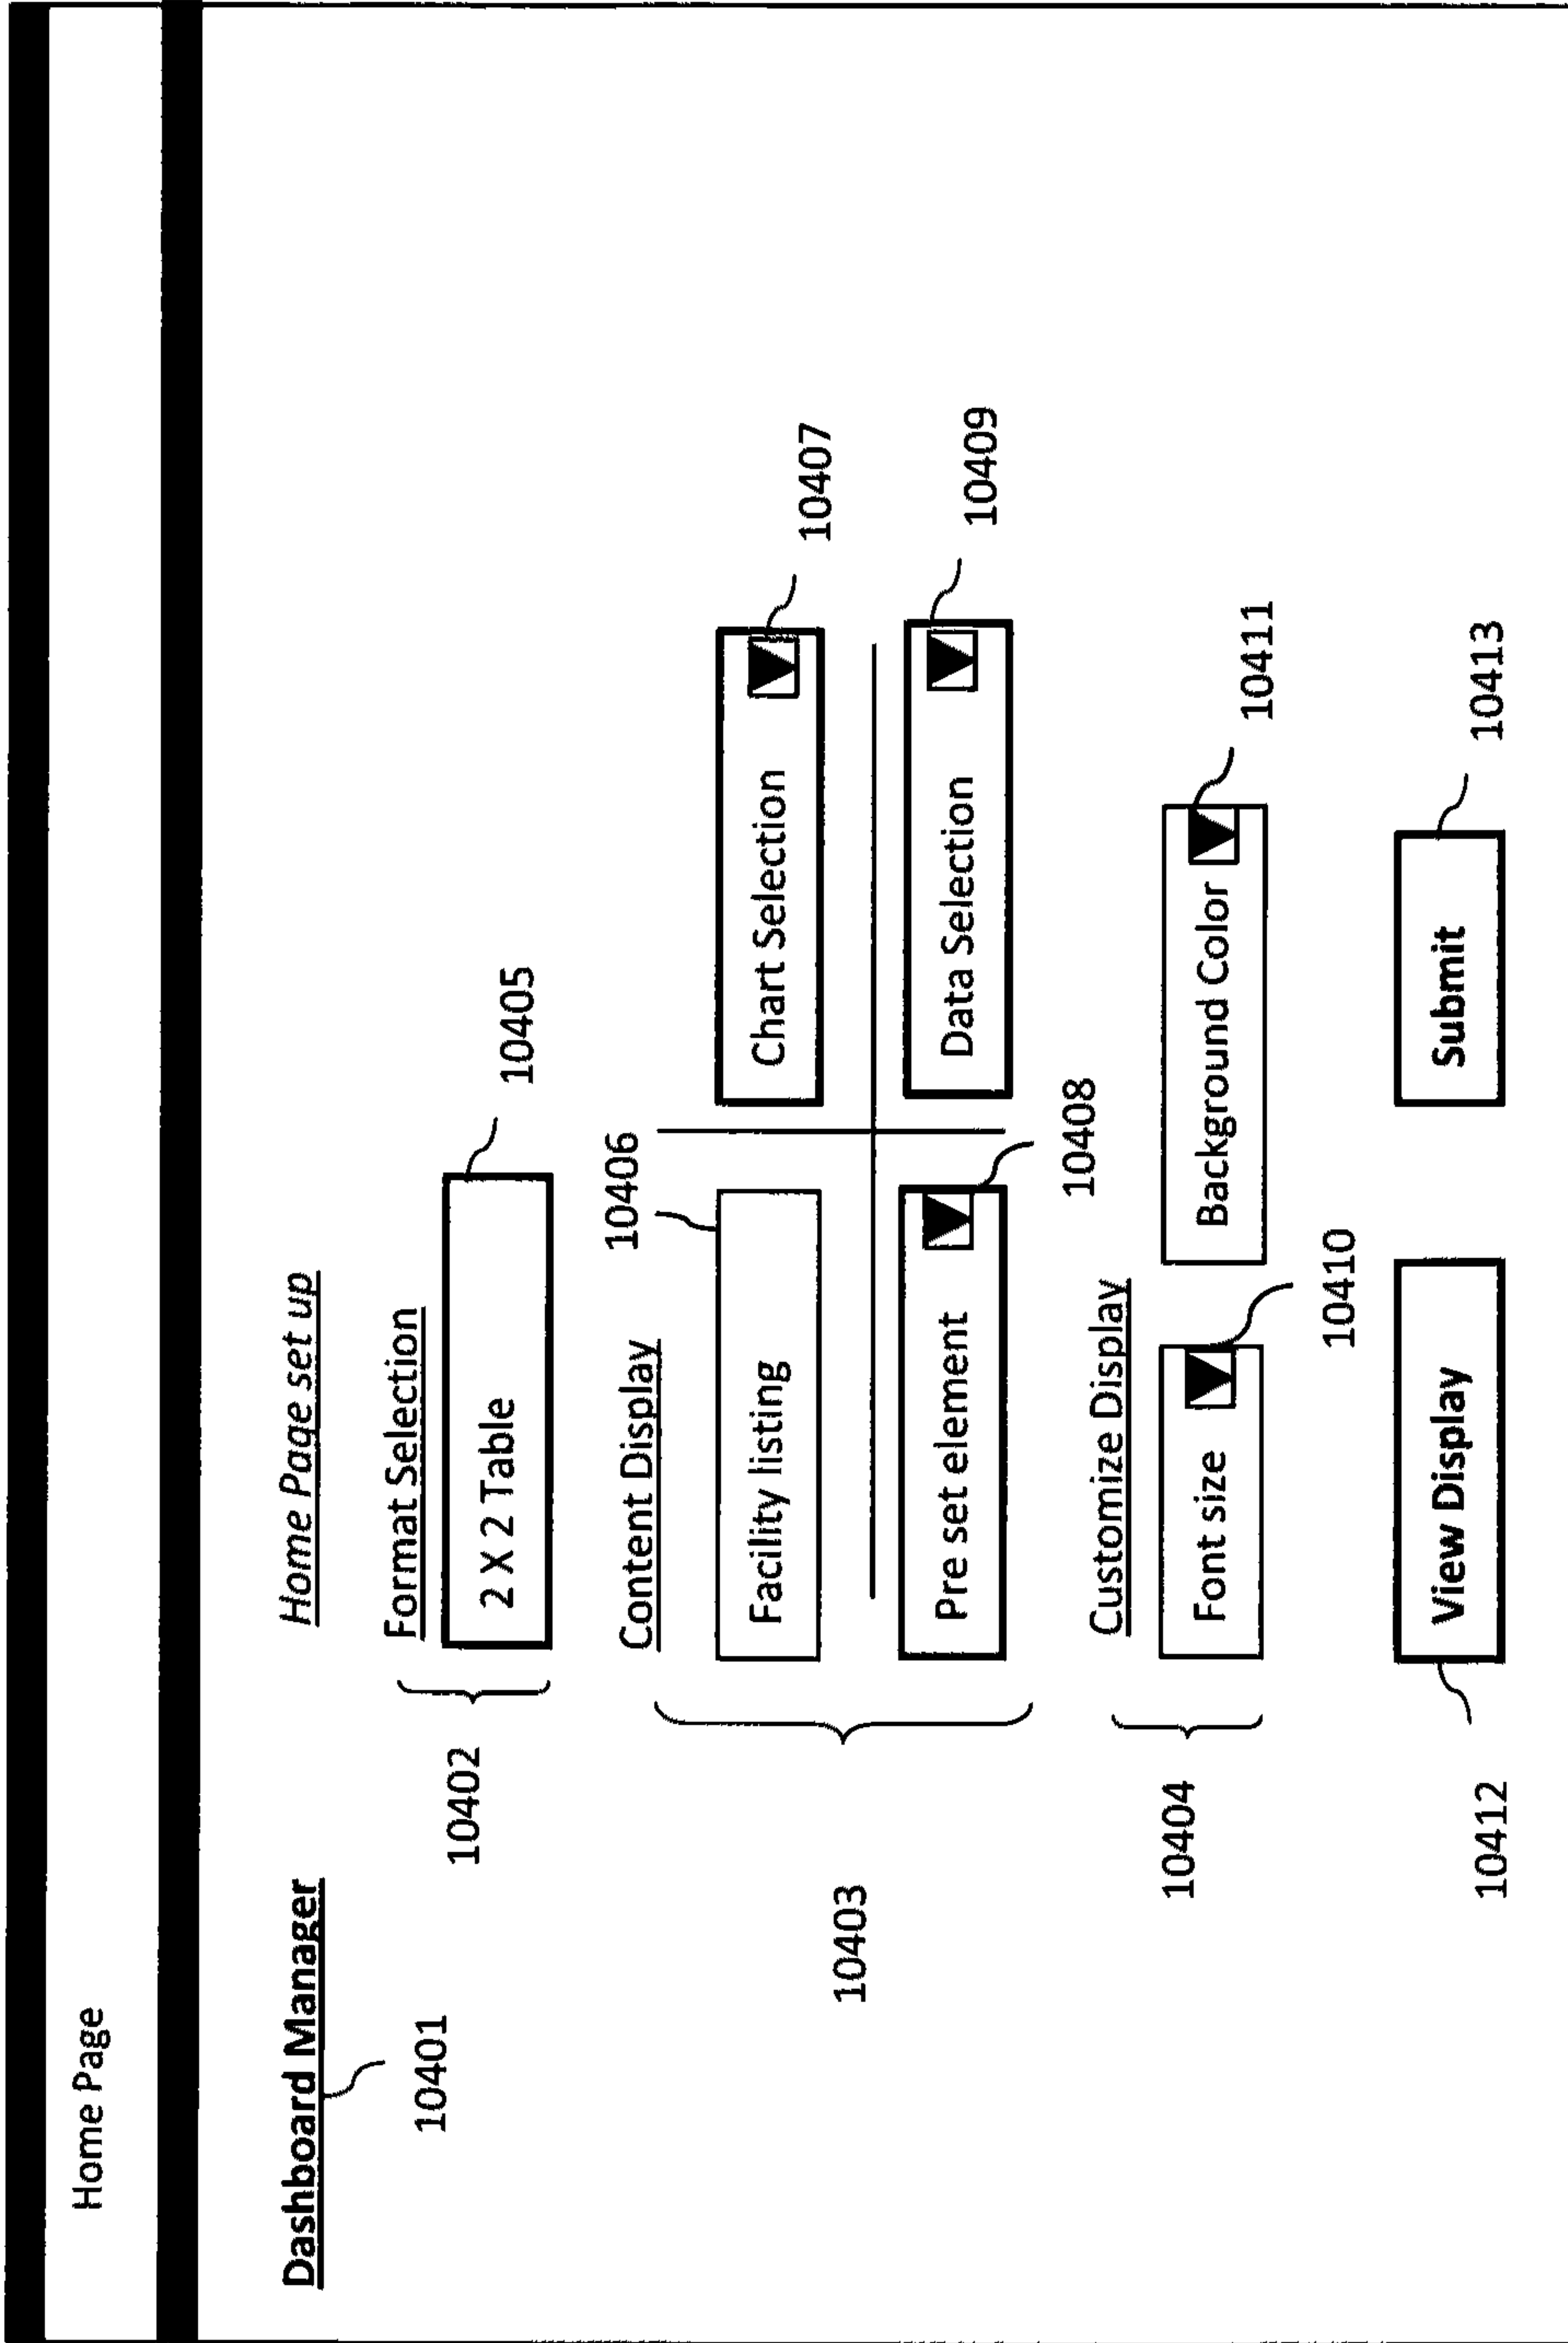 Home Page
Dashboard Manager
10401
Home Page set up
Format Selection
10402
2 X 2 Table
10405
Content Display
10406
10403
Facility listing
Chart Selection
10407
Pre set element
Data Selection
10409
10408
Customize Display
10404
Font size
Background Color
10411
10410
10412
View Display
Submit
10413